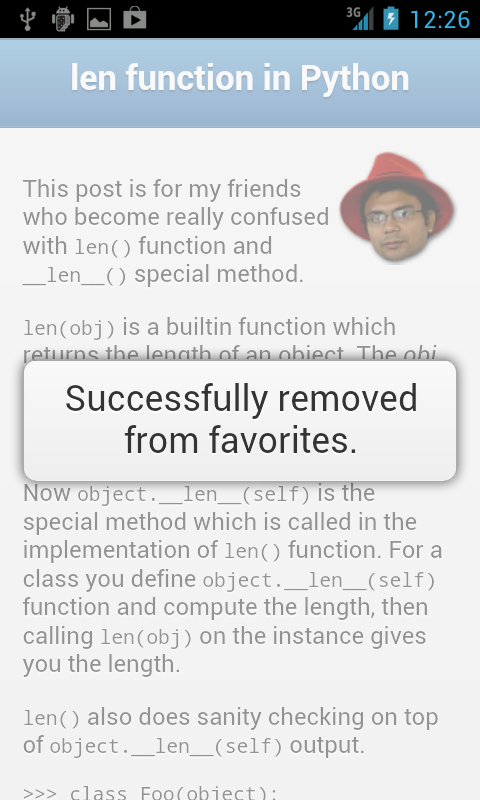 3G 12:26
len function in Python
This post is for my friends
who become really confused
with len() function and
__len__() special method.
len(obj) is a builtin function which
returns the length of an object. The obj
Successfully removed
from favorites.
Now object.__len__(self) is the
special method which is called in the
implementation of len() function. For a
class you define object.__len__(self)
function and compute the length, then
calling len(obj) on the instance gives
you the length.
len() also does sanity checking on top
of object.__len__(self) output.
>>> class Foo(object):